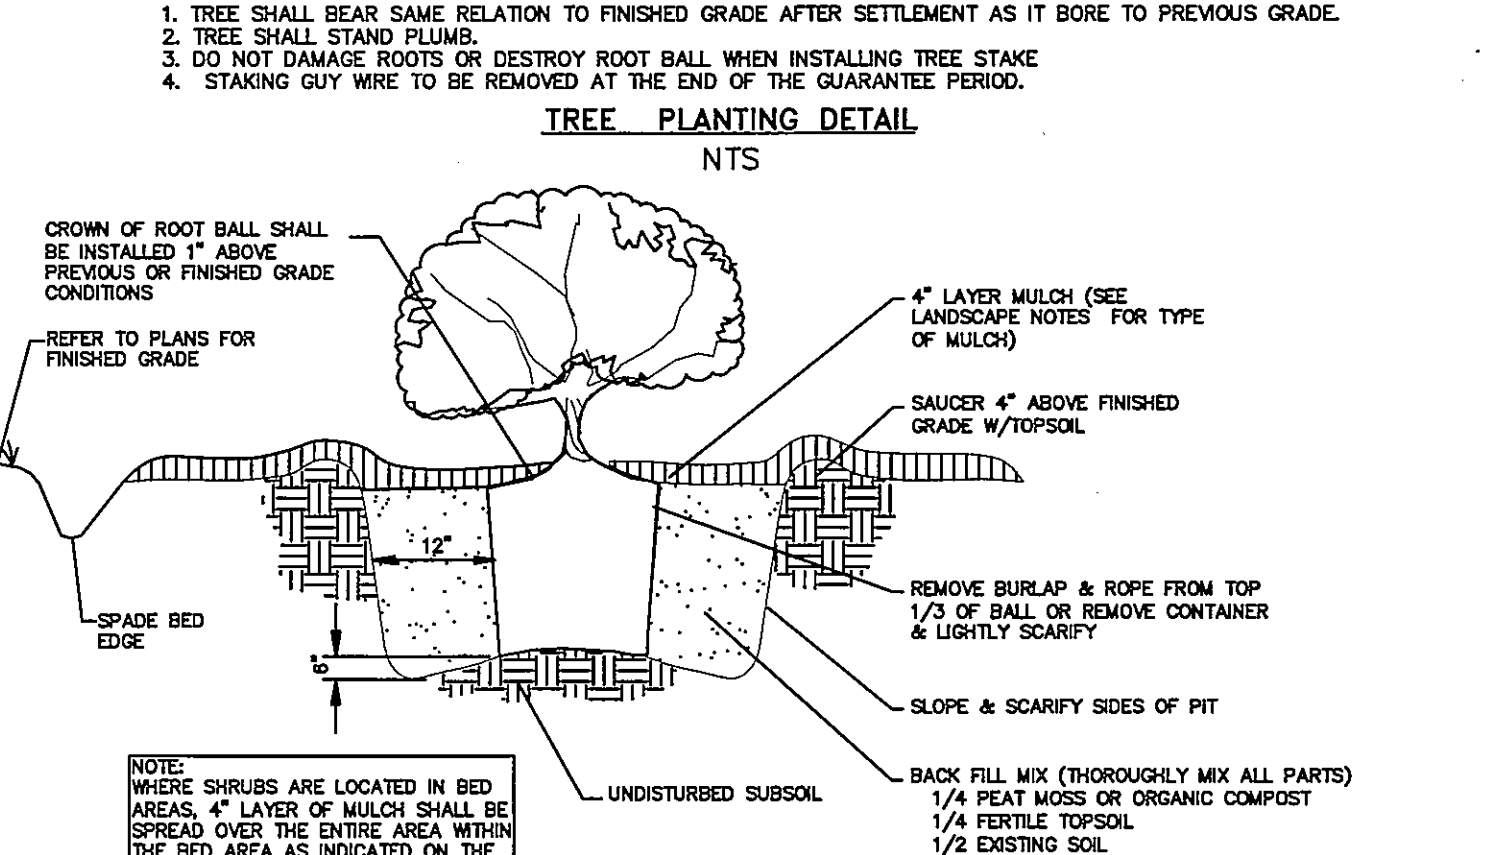 1. TREE SHALL BEAR SAME RELATION TO FINISHED GRADE AFTER SETTLEMENT AS IT BORE TO PREVIOUS GRADE.
2. TREE SHALL STAND PLUMB.
3. DO NOT DAMAGE ROOTS OR DESTROY ROOT BALL WHEN INSTALLING TREE STAKE
4. STAKING GUY WIRE TO BE REMOVED AT THE END OF THE GUARANTEE PERIOD.
TREE PLANTING DETAIL
NTS
CROWN OF ROOT BALL SHALL
BE INSTALLED 1" ABOVE
PREVIOUS OR FINISHED GRADE
CONDITIONS
REFER TO PLANS FOR
FINISHED GRADE
4" LAYER MULCH (SEE
LANDSCAPE NOTES FOR TYPE
OF MULCH)
SAUCER 4" ABOVE FINISHED
GRADE W/TOPSOIL
12"
REMOVE BURLAP & ROPE FROM TOP
1/3 OF BALL OR REMOVE CONTAINER
& LIGHTLY SCARIFY
SPADE BED
EDGE
6"
SLOPE & SCARIFY SIDES OF PIT
UNDISTURBED SUBSOIL
BACK FILL MIX (THOROUGHLY MIX ALL PARTS)
1/4 PEAT MOSS OR ORGANIC COMPOST
1/4 FERTILE TOPSOIL
1/2 EXISTING SOIL
NOTE:
WHERE SHRUBS ARE LOCATED IN BED
AREAS, 4" LAYER OF MULCH SHALL BE
SPREAD OVER THE ENTIRE AREA WITHIN
THE BED AREA AS INDICATED ON THE